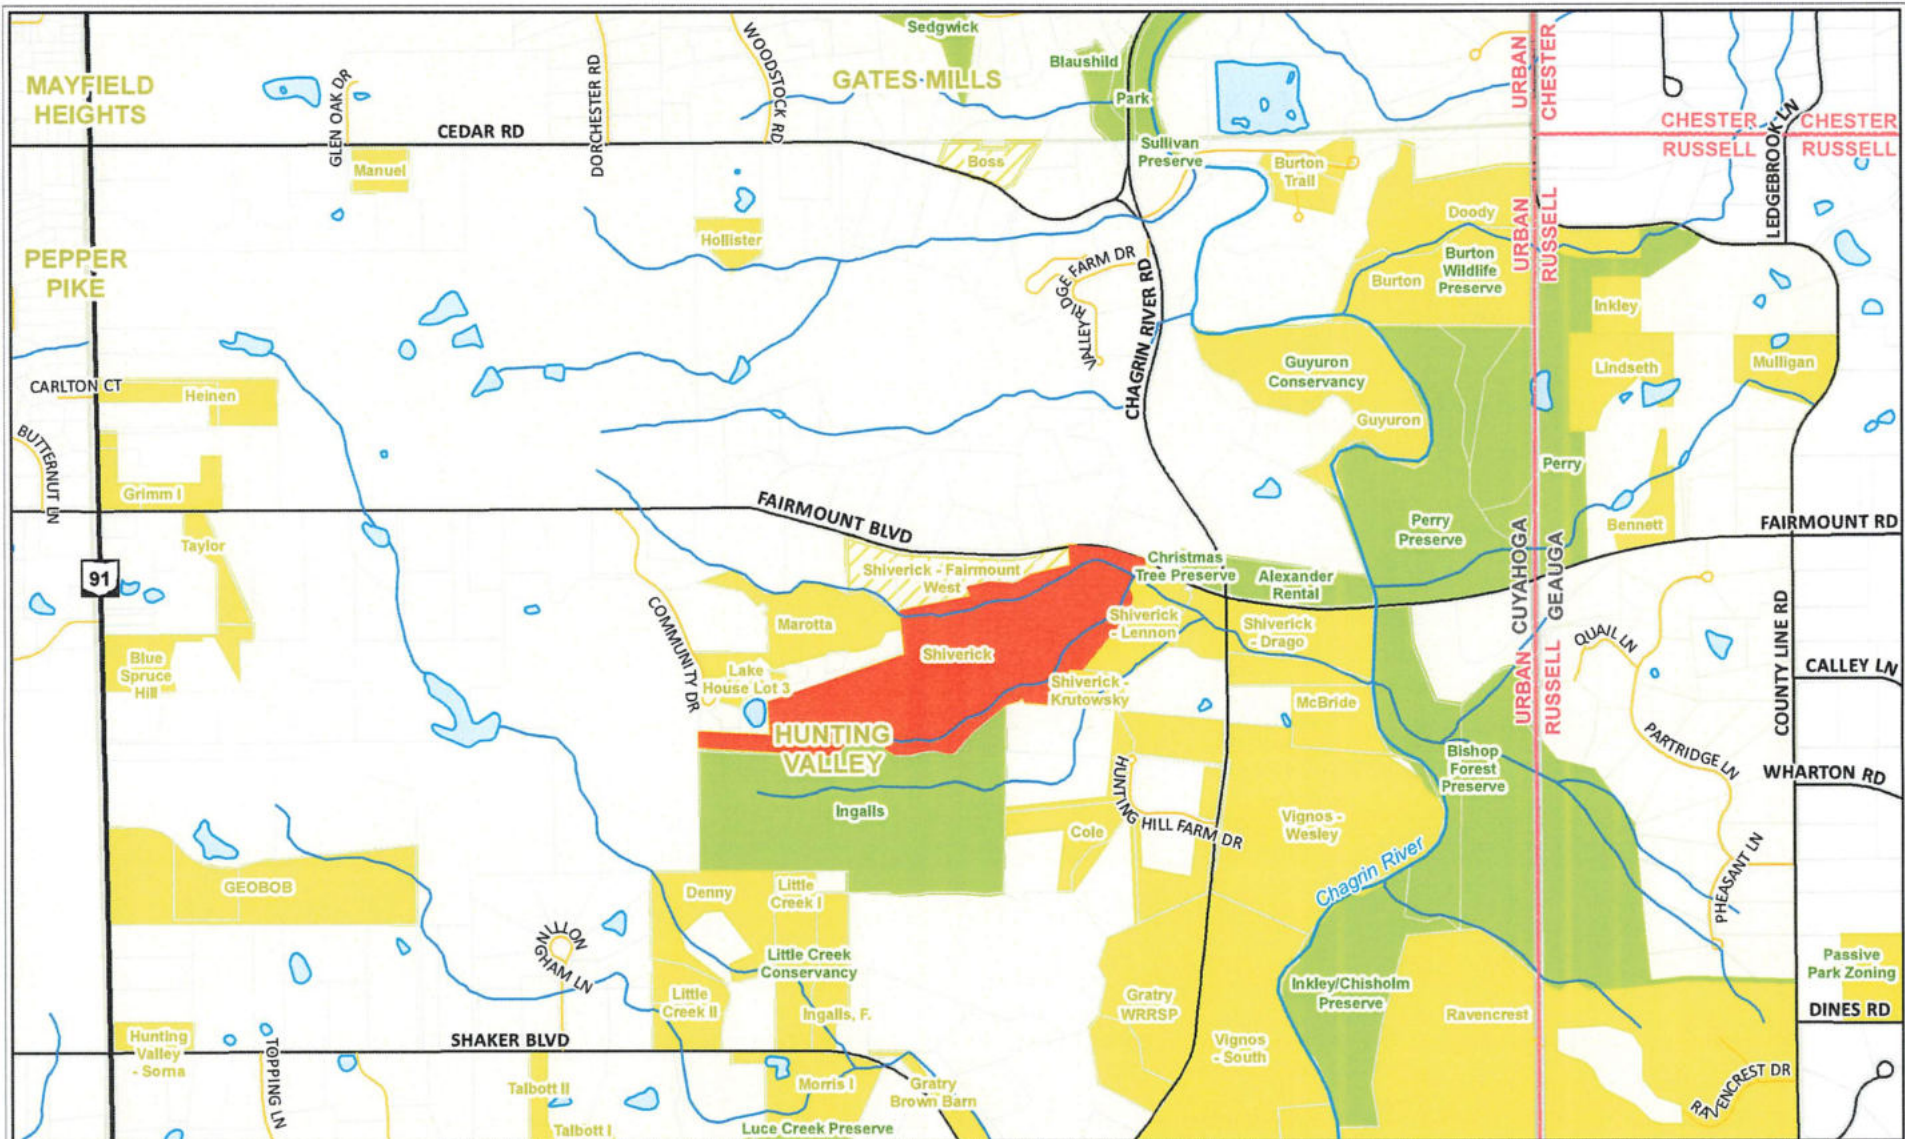 Sedgwick
Blaushild
Park
MAYFIELD
HEIGHTS
GLEN OAK DR
DORCHESTER RD
WOODSTOCK RD
GATES MILLS
URBAN
CHESTER
CHESTER
RUSSELL
CHESTER
RUSSELL
LEDGEBROOK LN
CEDAR RD
Manuel
Boss
Sullivan
Preserve
Burton
Trail
Doody
URBAN
RUSSELL
Hollister
PEPPER
PIKE
VALLEY RIDGE FARM DR
CHAGRIN RIVER RD
Burton
Burton
Wildlife
Preserve
Inkley
Lindseth
Mulligan
Guyuron
Conservancy
Guyuron
CARLTON CT
Heinen
BUTTERNUT LN
Grimm I
Perry
Perry
Preserve
Bennett
FAIRMOUNT RD
FAIRMOUNT BLVD
Taylor
91
Shiverick - Fairmount
West
Christmas
Tree Preserve
Alexander
Rental
CUYAHOGA
GEAUGA
COMMUNITY DR
Marotta
Shiverick
- Lennon
Shiverick
- Drago
Shiverick
Blue
Spruce
Hill
Lake
House Lot 3
Shiverick -
Krutowsky
McBride
URBAN
RUSSELL
QUAIL LN
COUNTY LINE RD
CALLEY LN
HUNTING
VALLEY
Bishop
Forest
Preserve
PARTRIDGE LN
WHARTON RD
Ingalls
Cole
HUNTING HILL FARM DR
Vignos -
Wesley
Chagrin River
PHEASANT LN
GEOBOB
Denny
Little
Creek I
NOTTINGHAM LN
Little Creek
Conservancy
Little
Creek II
Ingalls, F.
Gratry
WRRSP
Inkley/Chisholm
Preserve
Ravencrest
Passive
Park Zoning
DINES RD
Hunting
Valley
- Soma
TOPPING LN
SHAKER BLVD
Vignos
- South
Talbott II
Morris I
Gratry
Brown Barn
RAVENCREST DR
Talbott I
Luce Creek Preserve